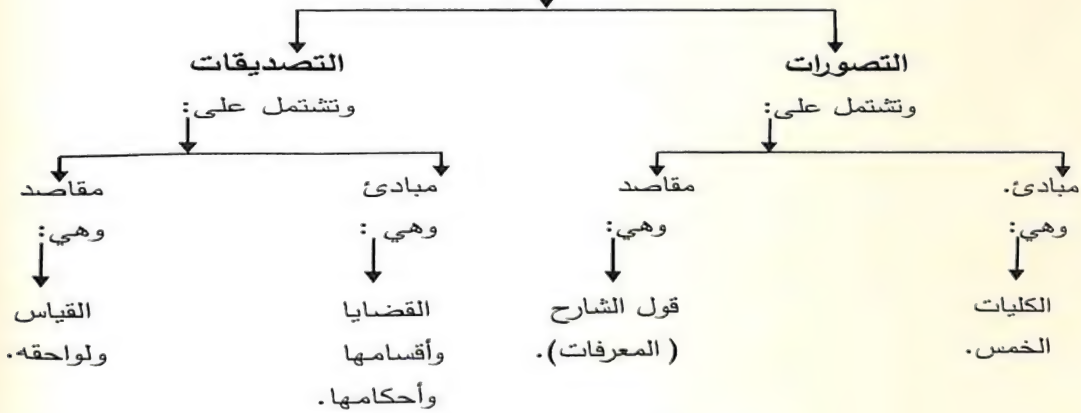 التصورات
وتشتمل على:
مبادئ.
وهي:
الكليات
الخمس.
مقاصد
وهي:
قول الشارح
(المعرفات).
التصديقات
وتشتمل على:
مبادئ
وهي :
القضايا
وأقسامها
وأحكامها.
مقاصد
وهي:
القياس
ولواحقه.